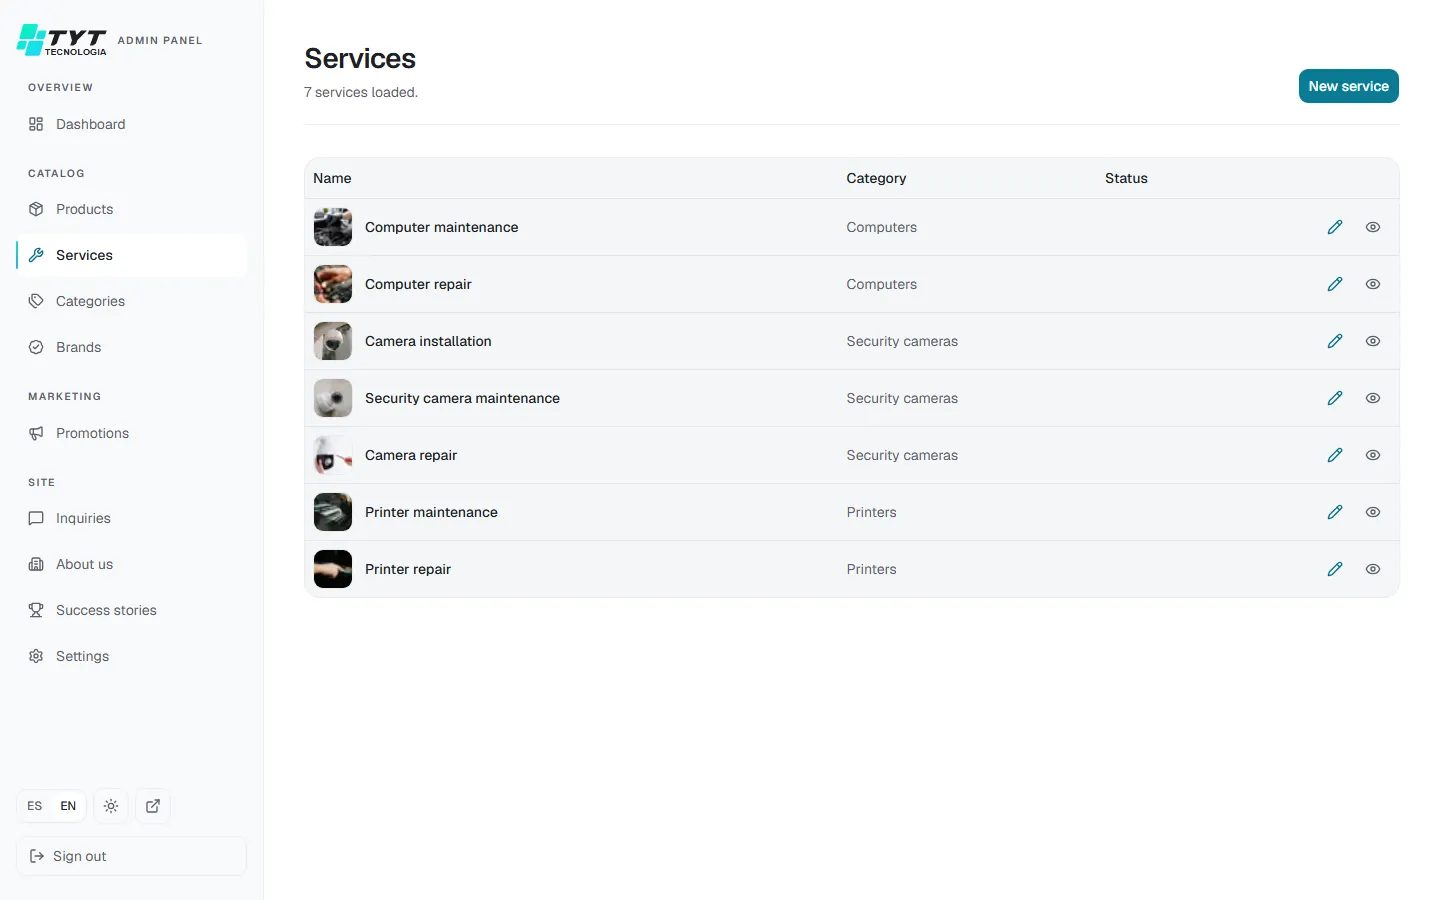 TYT
TECNOLOGIA
ADMIN PANEL
OVERVIEW
Dashboard
CATALOG
Products
Services
Categories
Brands
MARKETING
Promotions
SITE
Inquiries
About us
Success stories
Settings
ES EN
Sign out
Services
7 services loaded.
New service
Name Category Status
Computer maintenance Computers
Computer repair Computers
Camera installation Security cameras
Security camera maintenance Security cameras
Camera repair Security cameras
Printer maintenance Printers
Printer repair Printers